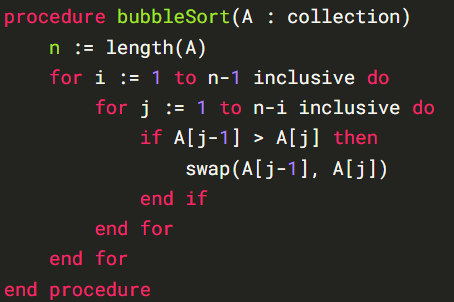 procedure bubbleSort(A : collection)
    n := length(A)
    for i := 1 to n-1 inclusive do
        for j := 1 to n-i inclusive do
            if A[j-1] > A[j] then
                swap(A[j-1], A[j])
            end if
        end for
    end for
end procedure